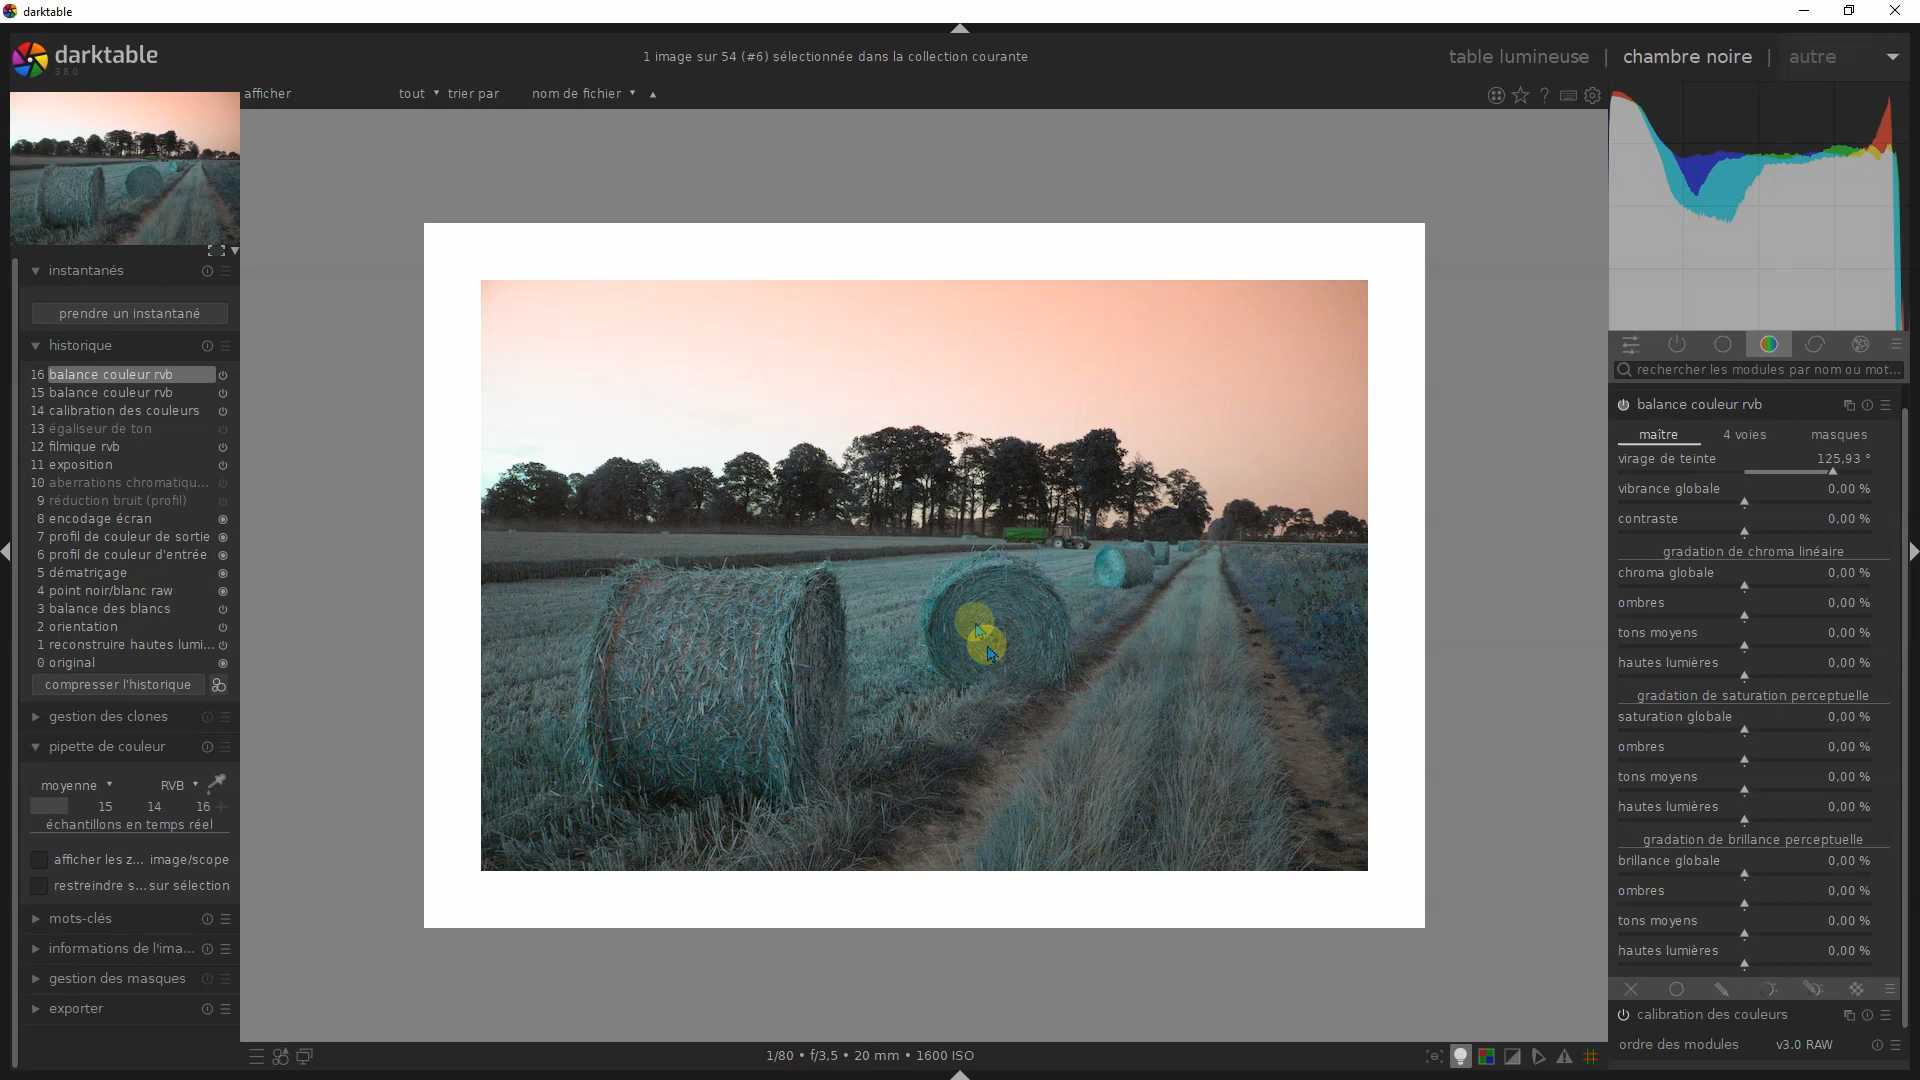 darktable
darktable
3.8.0
1 image sur 54 (#6) sélectionnée dans la collection courante
table lumineuse | chambre noire | autre
afficher tout trier par nom de fichier
instantanés
prendre un instantané
historique
16 balance couleur rvb
15 balance couleur rvb
14 calibration des couleurs
13 égaliseur de ton
12 filmique rvb
11 exposition
10 aberrations chromatiqu...
9 réduction bruit (profil)
8 encodage écran
7 profil de couleur de sortie
6 profil de couleur d'entrée
5 dématriçage
4 point noir/blanc raw
3 balance des blancs
2 orientation
1 reconstruire hautes lumi...
0 original
compresser l'historique
gestion des clones
pipette de couleur
moyenne RVB
15 14 16
échantillons en temps réel
afficher les z... image/scope
restreindre s...sur sélection
mots-clés
informations de l'ima...
gestion des masques
exporter
1/80 • f/3,5 • 20 mm • 1600 ISO
rechercher les modules par nom ou mot...
balance couleur rvb
maître 4 voies masques
virage de teinte 125,93 °
vibrance globale 0,00 %
contraste 0,00 %
gradation de chroma linéaire
chroma globale 0,00 %
ombres 0,00 %
tons moyens 0,00 %
hautes lumières 0,00 %
gradation de saturation perceptuelle
saturation globale 0,00 %
ombres 0,00 %
tons moyens 0,00 %
hautes lumières 0,00 %
gradation de brillance perceptuelle
brillance globale 0,00 %
ombres 0,00 %
tons moyens 0,00 %
hautes lumières 0,00 %
calibration des couleurs
ordre des modules v3.0 RAW